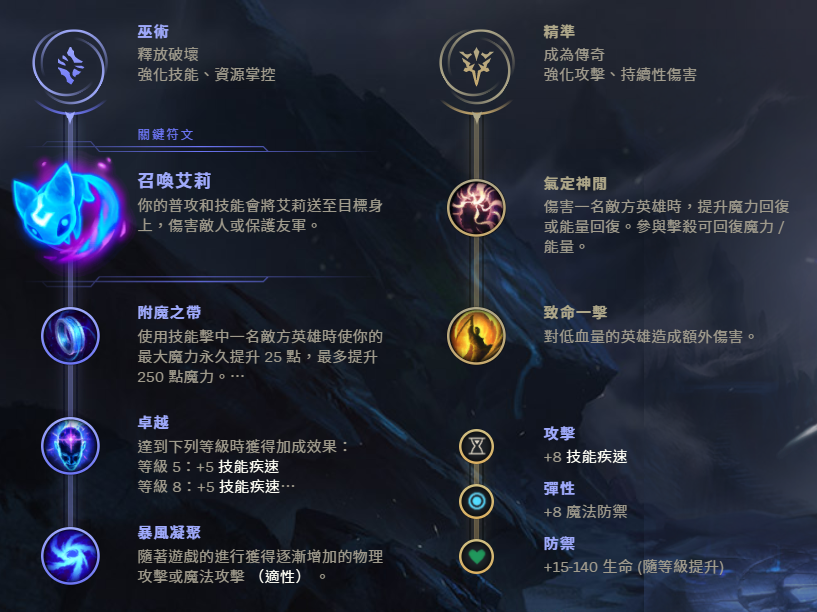 巫術
釋放破壞
強化技能、資源掌控
關鍵符文
召喚艾莉
你的普攻和技能會將艾莉送至目標身
上，傷害敵人或保護友軍。
附魔之帶
使用技能擊中一名敵方英雄時使你的
最大魔力永久提升 25 點，最多提升
250 點魔力。…
卓越
達到下列等級時獲得加成效果：
等級 5：+5 技能疾速
等級 8：+5 技能疾速…
暴風凝聚
隨著遊戲的進行獲得逐漸增加的物理
攻擊或魔法攻擊 （適性） 。
精準
成為傳奇
強化攻擊、持續性傷害
氣定神閒
傷害一名敵方英雄時，提升魔力回復
或能量回復。參與擊殺可回復魔力 /
能量。
致命一擊
對低血量的英雄造成額外傷害。
攻擊
+8 技能疾速
彈性
+8 魔法防禦
防禦
+15-140 生命 (隨等級提升)